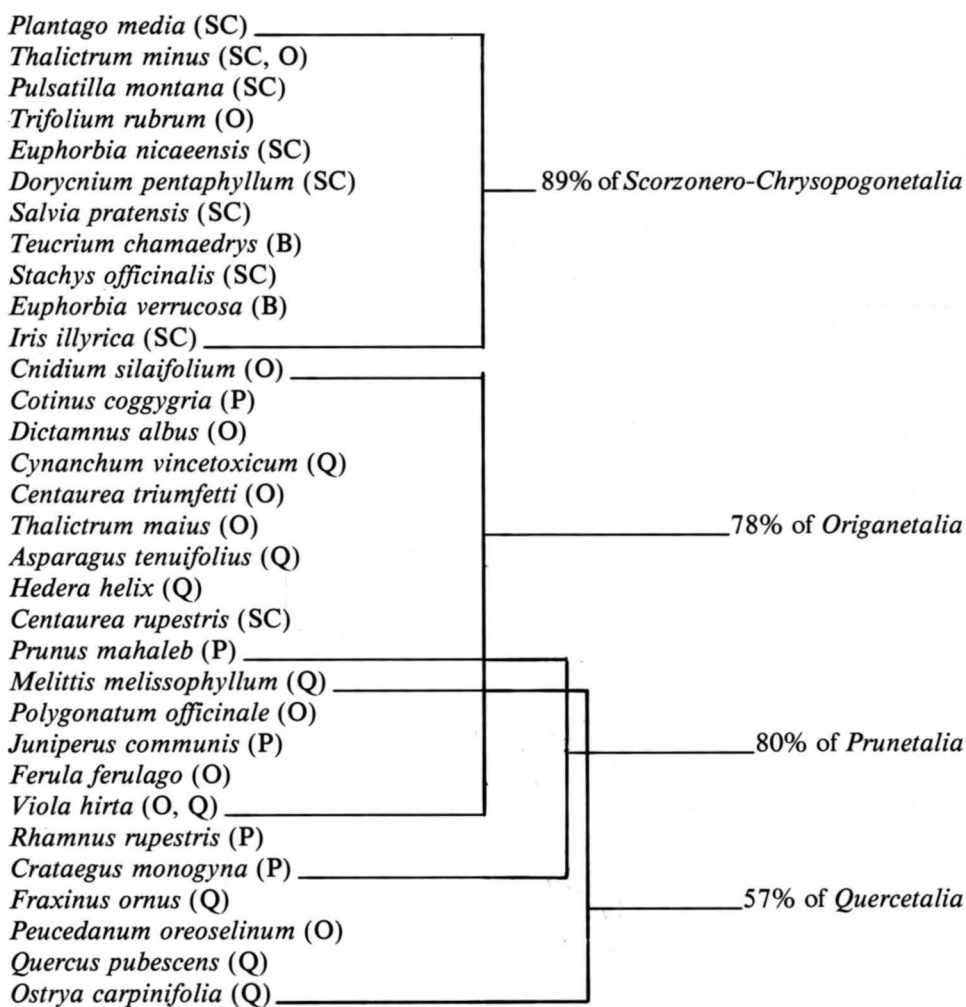 Plantago media (SC)
Thalictrum minus (SC, O)
Pulsatilla montana (SC)
Trifolium rubrum (O)
Euphorbia nicaeensis (SC)
Dorycnium pentaphyllum (SC)
89% of Scorzonero-Chrysopogonetalia
Salvia pratensis (SC)
Teucrium chamaedrys (B)
Stachys officinalis (SC)
Euphorbia verrucosa (B)
Iris illyrica (SC)
Cnidium silaifolium (O)
Cotinus coggygria (P)
Dictamnus albus (O)
Cynanchum vincetoxicum (Q)
Centaurea triumfetti (O)
Thalictrum maius (O)
78% of Origanetalia
Asparagus tenuifolius (Q)
Hedera helix (Q)
Centaurea rupestris (SC)
Prunus mahaleb (P)
Melittis melissophyllum (Q)
Polygonatum officinale (O)
Juniperus communis (P)
80% of Prunetalia
Ferula ferulago (O)
Viola hirta (O, Q)
Rhamnus rupestris (P)
Crataegus monogyna (P)
Fraxinus ornus (Q)
57% of Quercetalia
Peucedanum oreoselinum (O)
Quercus pubescens (Q)
Ostrya carpinifolia (Q)